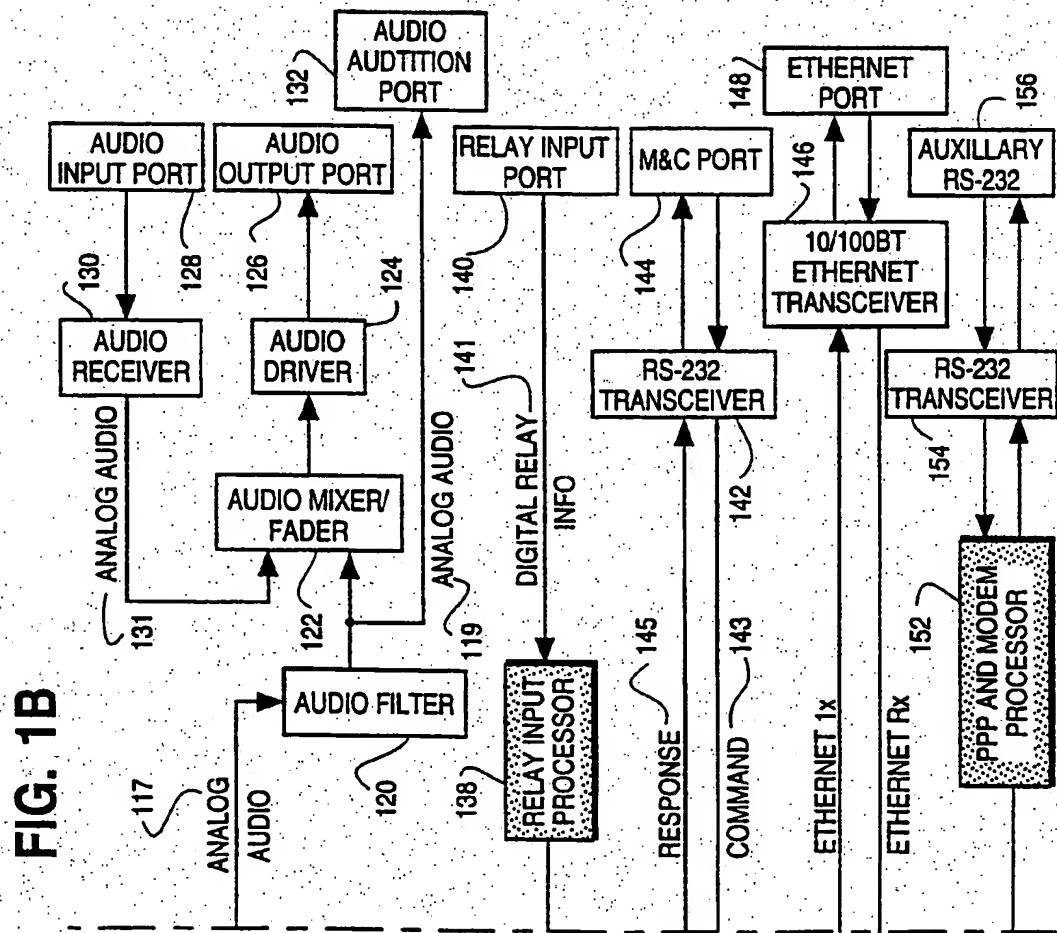 FIG. 1B
117
ANALOG
AUDIO
AUDIO FILTER
120
131
ANALOG AUDIO
AUDIO
RECEIVER
130
AUDIO
INPUT PORT
128
AUDIO MIXER/
FADER
122
AUDIO
DRIVER
124
126
AUDIO
OUTPUT PORT
119
ANALOG AUDIO
132
AUDIO
AUDTITION
PORT
138
RELAY INPUT
PROCESSOR
141
DIGITAL RELAY
INFO
140
RELAY INPUT
PORT
RESPONSE
145
COMMAND
143
RS-232
TRANSCEIVER
142
144
M&C PORT
ETHERNET 1x
ETHERNET Rx
10/100BT
ETHERNET
TRANSCEIVER
146
148
ETHERNET
PORT
152
PPP AND MODEM
PROCESSOR
154
RS-232
TRANSCEIVER
AUXILLARY
RS-232
156